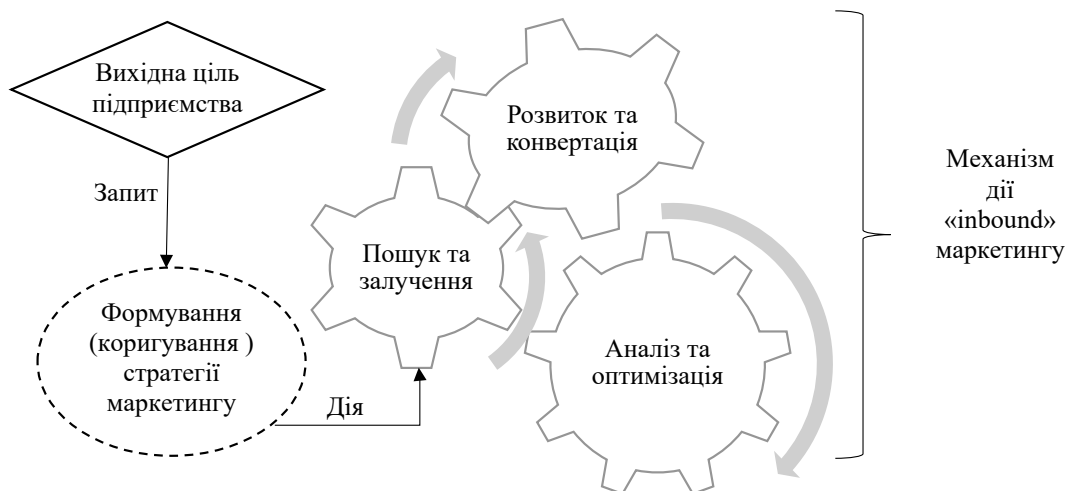 Вихідна ціль
підприємства
Запит
Формування
(коригування )
стратегії
маркетингу
Дія
Пошук та
залучення
Розвиток та
конвертація
Аналіз та
оптимізація
Механізм
дії
«inbound»
маркетингу